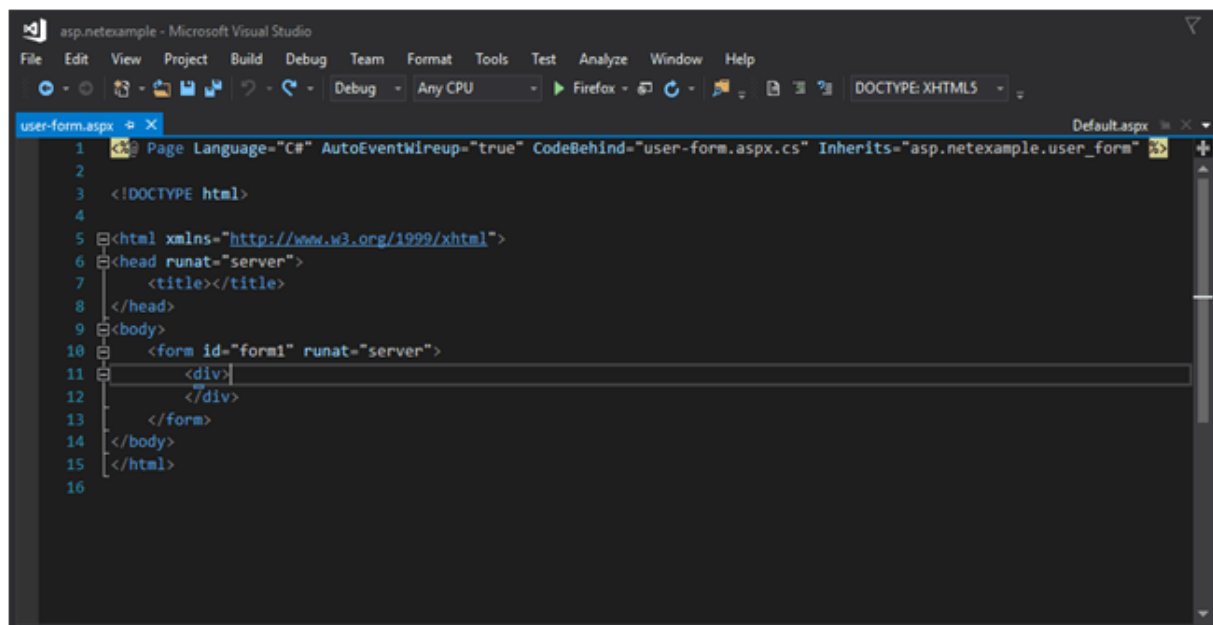 asp.netexample - Microsoft Visual Studio
File Edit View Project Build Debug Team Format Tools Test Analyze Window Help
Debug Any CPU Firefox DOCTYPE: XHTML5
user-form.aspx Default.aspx
1 <%@ Page Language="C#" AutoEventWireup="true" CodeBehind="user-form.aspx.cs" Inherits="asp.netexample.user_form" %>
2
3 <!DOCTYPE html>
4
5 <html xmlns="http://www.w3.org/1999/xhtml">
6 <head runat="server">
7 <title></title>
8 </head>
9 <body>
10 <form id="form1" runat="server">
11 <div>
12 </div>
13 </form>
14 </body>
15 </html>
16